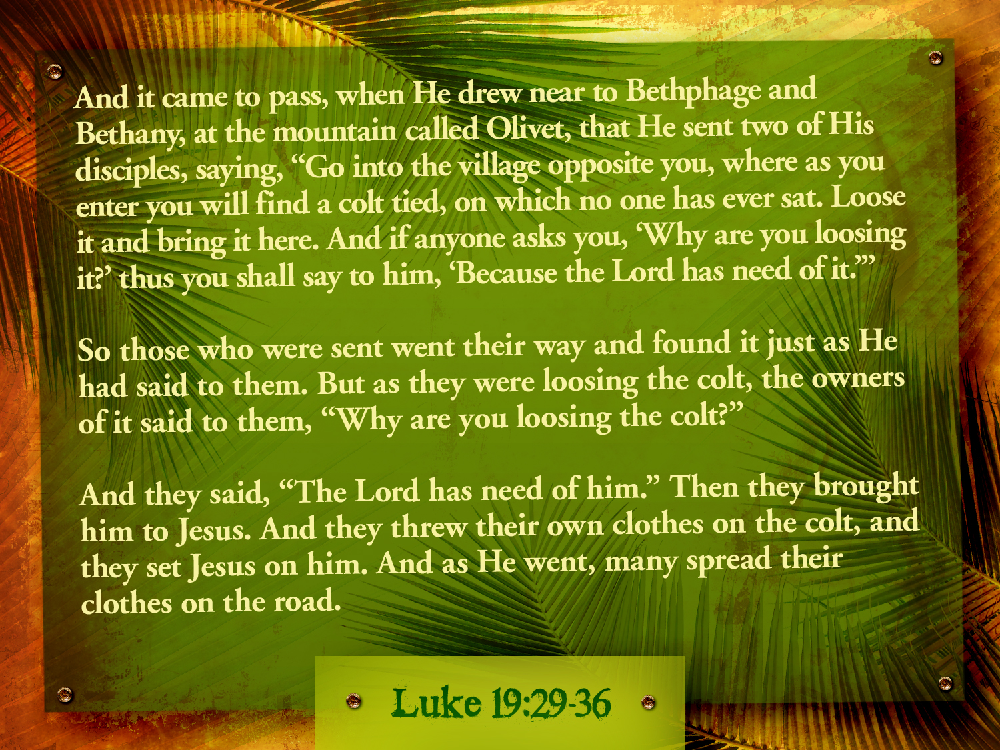 And it came to pass, when He drew near to Bethphage and
Bethany, at the mountain called Olivet, that He sent two of His
disciples, saying, “Go into the village opposite you, where as you
enter you will find a colt tied, on which no one has ever sat. Loose
it and bring it here. And if anyone asks you, ‘Why are you loosing
it?’ thus you shall say to him, ‘Because the Lord has need of it.’”
So those who were sent went their way and found it just as He
had said to them. But as they were loosing the colt, the owners
of it said to them, “Why are you loosing the colt?”
And they said, “The Lord has need of him.” Then they brought
him to Jesus. And they threw their own clothes on the colt, and
they set Jesus on him. And as He went, many spread their
clothes on the road.
Luke 19:29-36